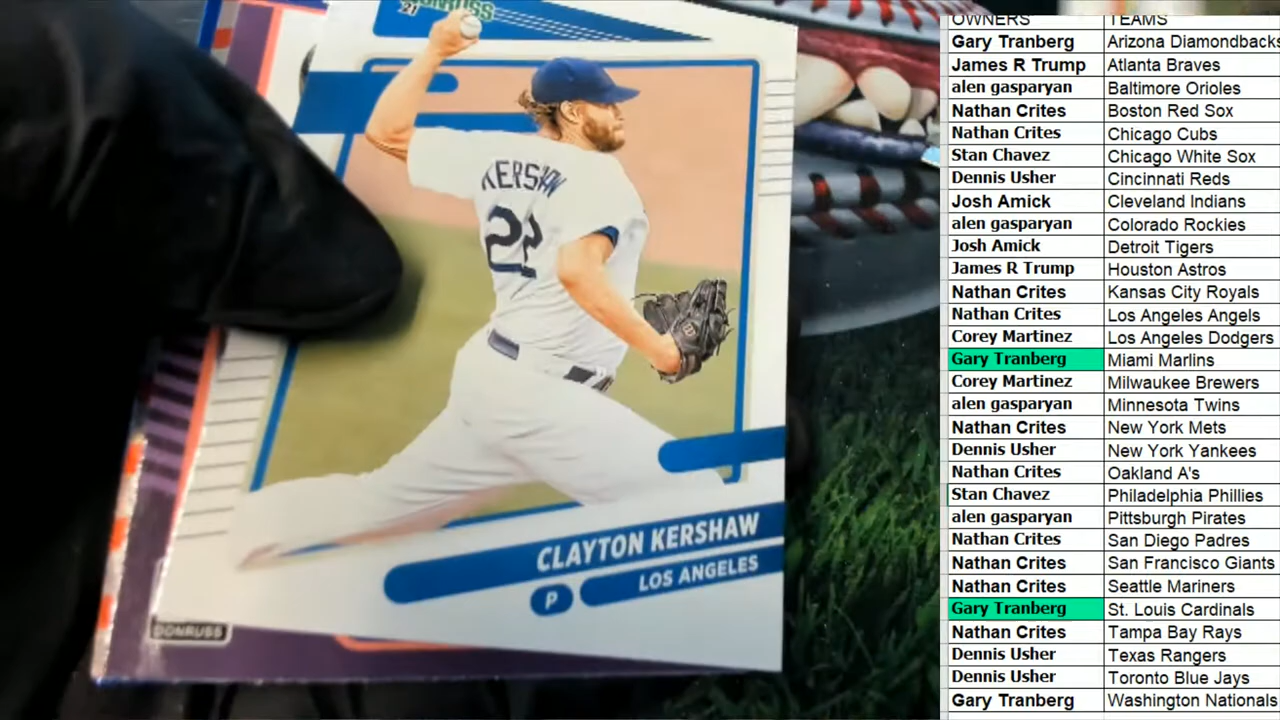 21 DONRUSS
KERSHAW
22
CLAYTON KERSHAW
P LOS ANGELES
DONRUSS
OWNERS TEAMS
Gary Tranberg Arizona Diamondbacks
James R Trump Atlanta Braves
alen gasparyan Baltimore Orioles
Nathan Crites Boston Red Sox
Nathan Crites Chicago Cubs
Stan Chavez Chicago White Sox
Dennis Usher Cincinnati Reds
Josh Amick Cleveland Indians
alen gasparyan Colorado Rockies
Josh Amick Detroit Tigers
James R Trump Houston Astros
Nathan Crites Kansas City Royals
Nathan Crites Los Angeles Angels
Corey Martinez Los Angeles Dodgers
Gary Tranberg Miami Marlins
Corey Martinez Milwaukee Brewers
alen gasparyan Minnesota Twins
Nathan Crites New York Mets
Dennis Usher New York Yankees
Nathan Crites Oakland A's
Stan Chavez Philadelphia Phillies
alen gasparyan Pittsburgh Pirates
Nathan Crites San Diego Padres
Nathan Crites San Francisco Giants
Nathan Crites Seattle Mariners
Gary Tranberg St. Louis Cardinals
Nathan Crites Tampa Bay Rays
Dennis Usher Texas Rangers
Dennis Usher Toronto Blue Jays
Gary Tranberg Washington Nationals